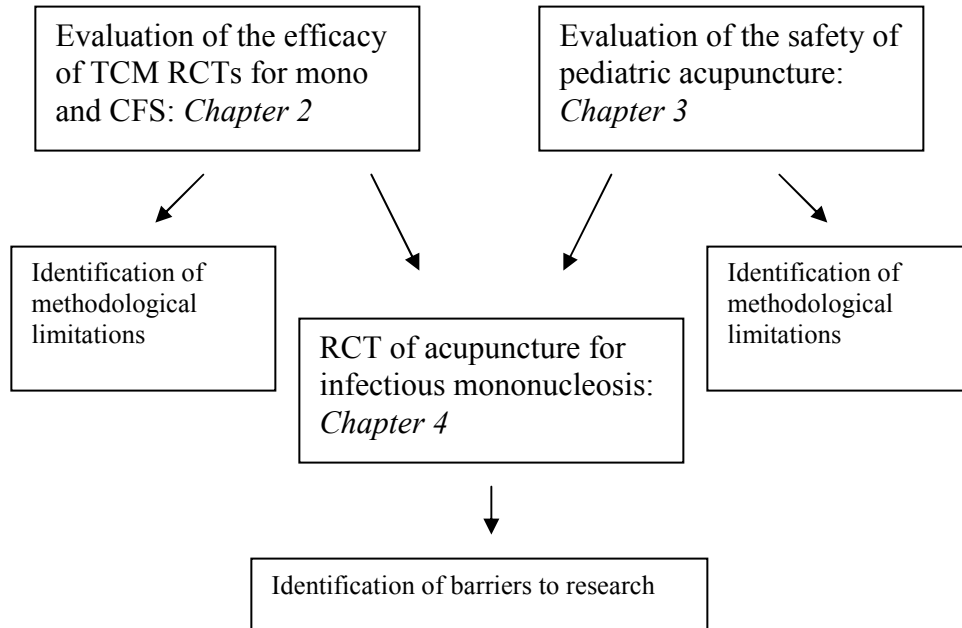 Evaluation of the efficacy
of TCM RCTs for mono
and CFS: Chapter 2
Evaluation of the safety of
pediatric acupuncture:
Chapter 3
Identification of
methodological
limitations
Identification of
methodological
limitations
RCT of acupuncture for
infectious mononucleosis:
Chapter 4
Identification of barriers to research